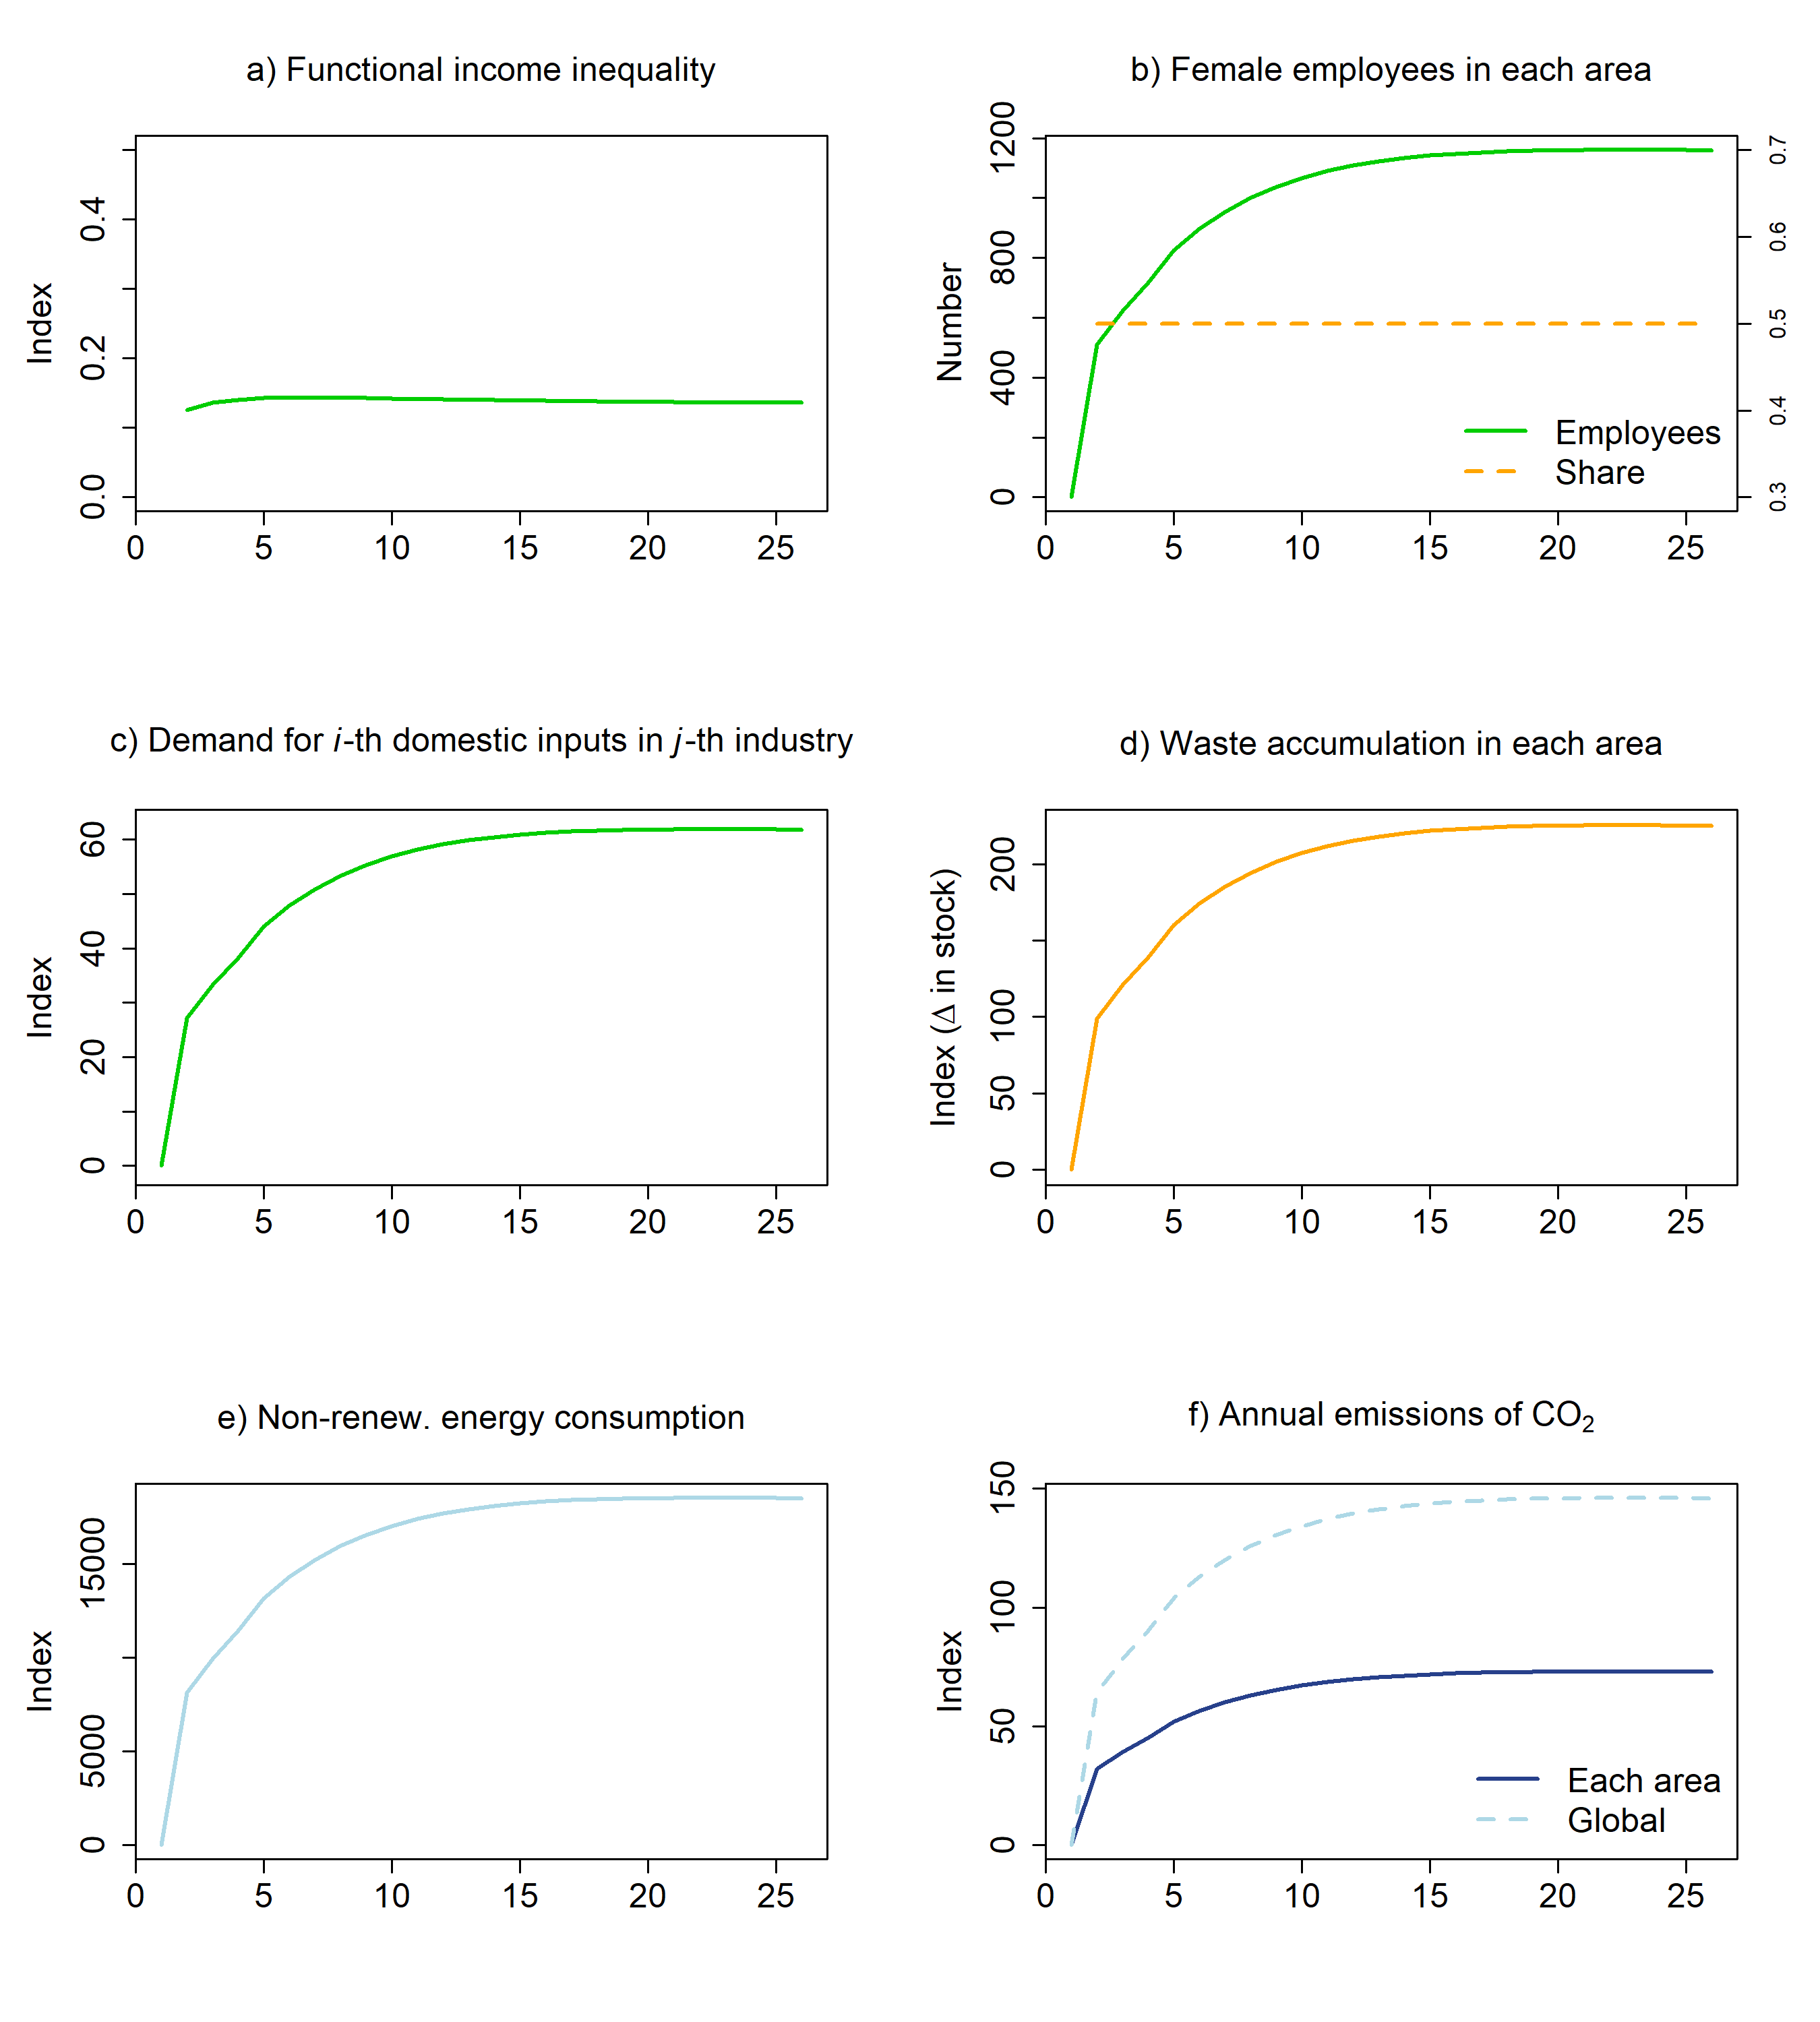 a) Functional income inequality
Index
0.0 0.2 0.4
0 5 10 15 20 25
b) Female employees in each area
Number
0 400 800 1200
0.3 0.4 0.5 0.6 0.7
Employees
Share
0 5 10 15 20 25
c) Demand for i-th domestic inputs in j-th industry
Index
0 20 40 60
0 5 10 15 20 25
d) Waste accumulation in each area
Index (Δ in stock)
0 50 100 200
0 5 10 15 20 25
e) Non-renew. energy consumption
Index
0 5000 15000
0 5 10 15 20 25
f) Annual emissions of CO₂
Index
0 50 100 150
Each area
Global
0 5 10 15 20 25